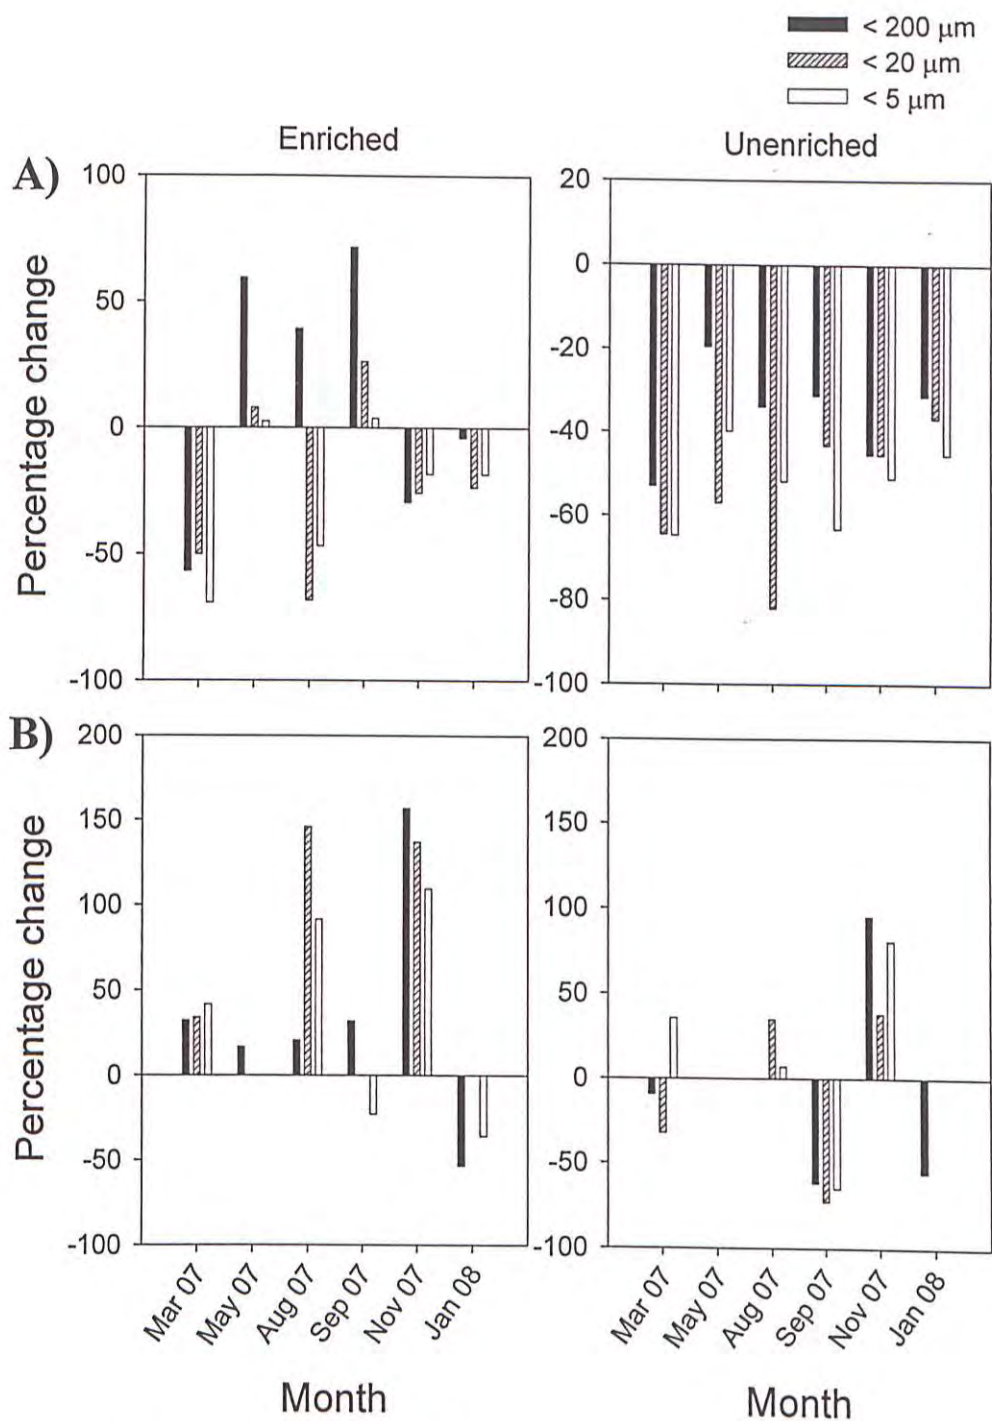 < 200 μm
< 20 μm
< 5 μm
Enriched
Unenriched
A)
Percentage change
100
50
0
-50
-100
20
0
-20
-40
-60
-80
-100
B)
Percentage change
200
150
100
50
0
-50
-100
200
150
100
50
0
-50
-100
Mar 07
May 07
Aug 07
Sep 07
Nov 07
Jan 08
Mar 07
May 07
Aug 07
Sep 07
Nov 07
Jan 08
Month
Month